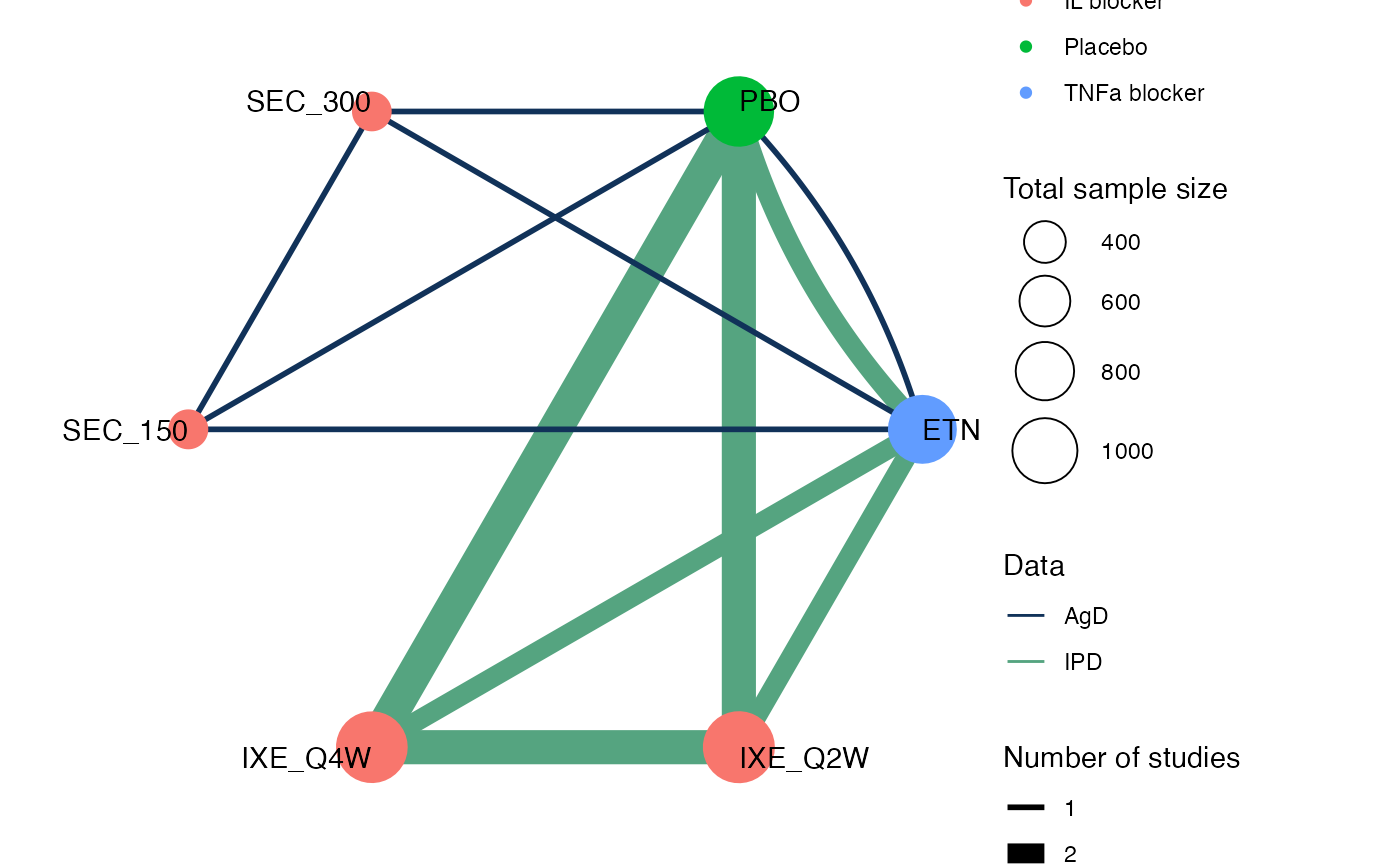 IL blocker
Placebo
TNFa blocker
SEC_300
PBO
SEC_150
ETN
IXE_Q4W
IXE_Q2W
Total sample size
400
600
800
1000
Data
AgD
IPD
Number of studies
1
2